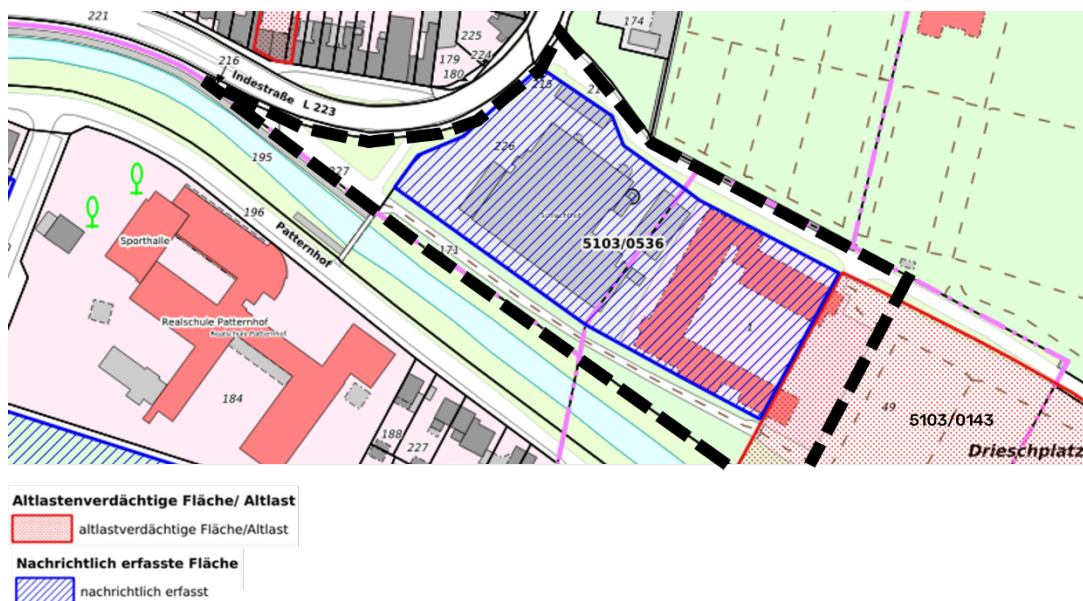 221
174
225
224
179
180
216
Indestraße L 223
215
226
195
227
196
Schlachthof
Patternhof
5103/0536
Sporthalle
171
Realschule Patternhof
Realschule Patternhof
1
184
49
5103/0143
188
227
Drieschplatz
Altlastenverdächtige Fläche/ Altlast
altlastverdächtige Fläche/Altlast
Nachrichtlich erfasste Fläche
nachrichtlich erfasst